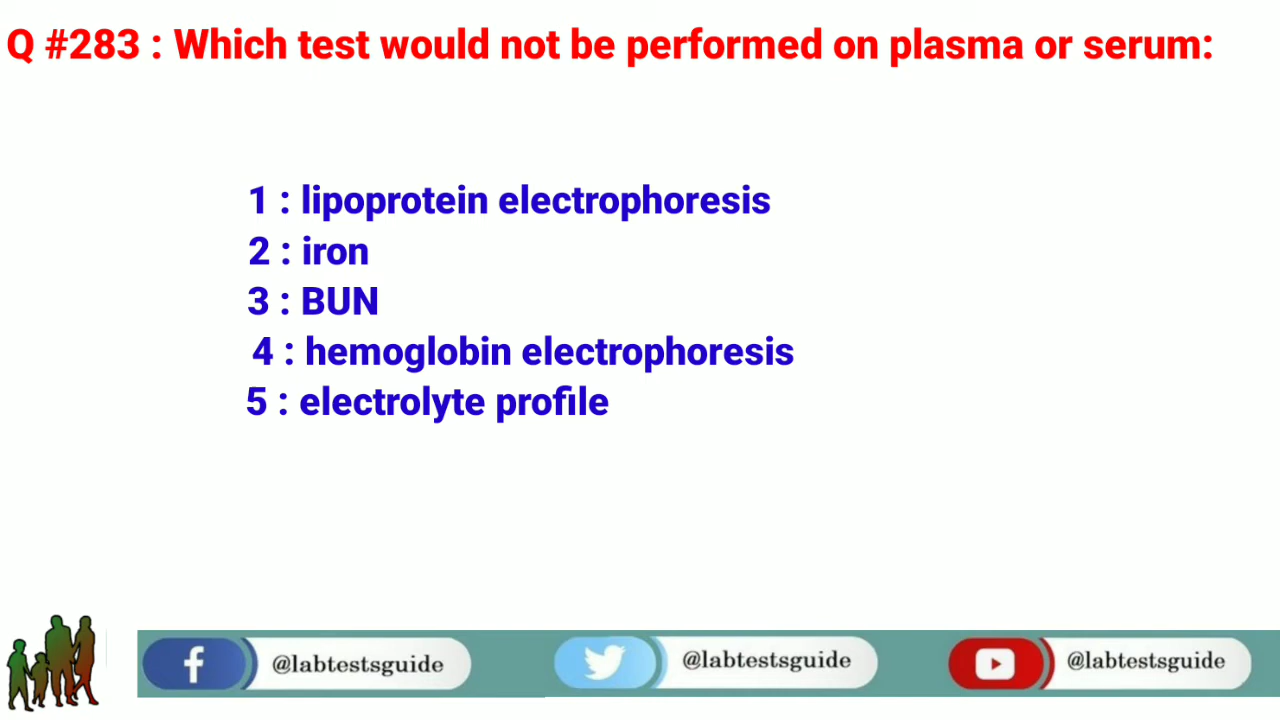 Q #283 : Which test would not be performed on plasma or serum:
1 : lipoprotein electrophoresis
2 : iron
3 : BUN
4 : hemoglobin electrophoresis
5 : electrolyte profile
@labtestsguide @labtestsguide @labtestsguide